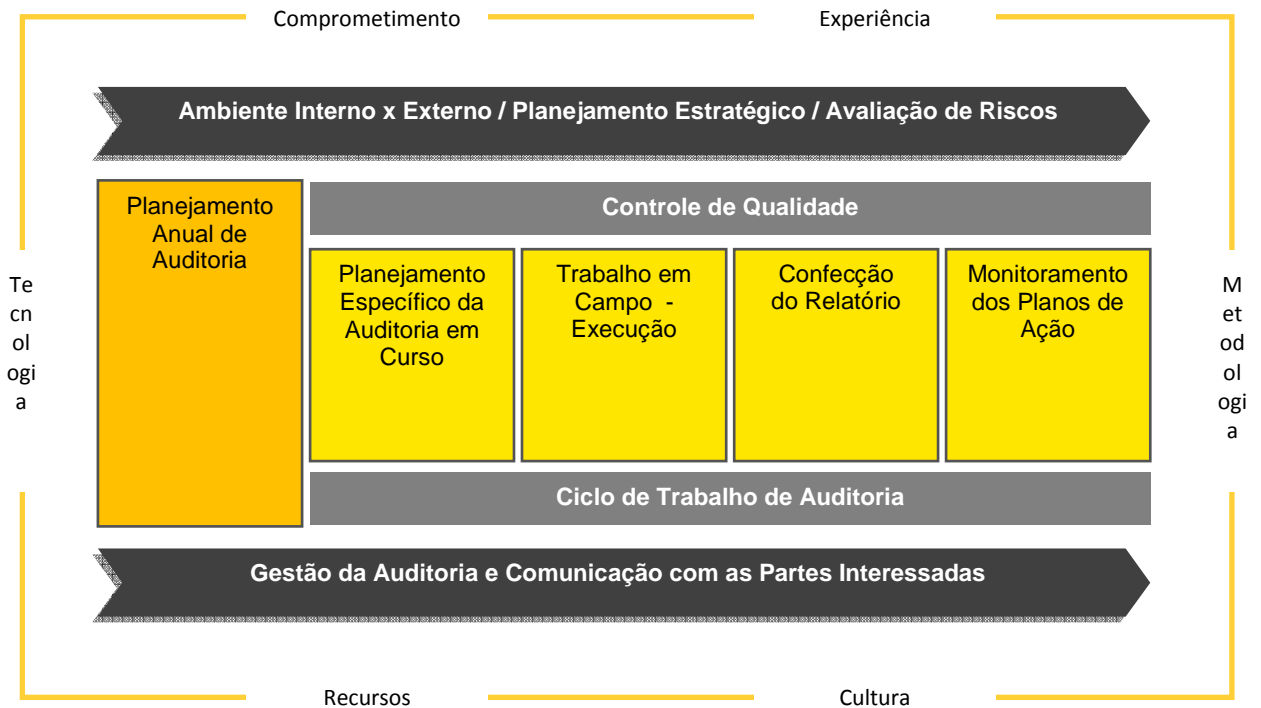 Comprometimento
Experiência
Ambiente Interno x Externo / Planejamento Estratégico / Avaliação de Riscos
Planejamento
Anual de
Auditoria
Controle de Qualidade
Planejamento
Específico da
Auditoria em
Curso
Trabalho em
Campo -
Execução
Confecção
do Relatório
Monitoramento
dos Planos de
Ação
Te
cn
ol
ogi
a
M
et
od
ol
ogi
a
Ciclo de Trabalho de Auditoria
Gestão da Auditoria e Comunicação com as Partes Interessadas
Recursos
Cultura